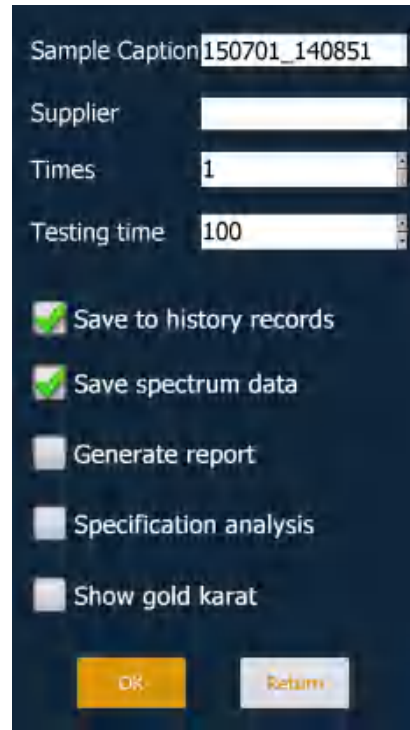 Sample Caption 150701_140851
Supplier
Times 1
Testing time 100
Save to history records
Save spectrum data
Generate report
Specification analysis
Show gold karat
OK Return